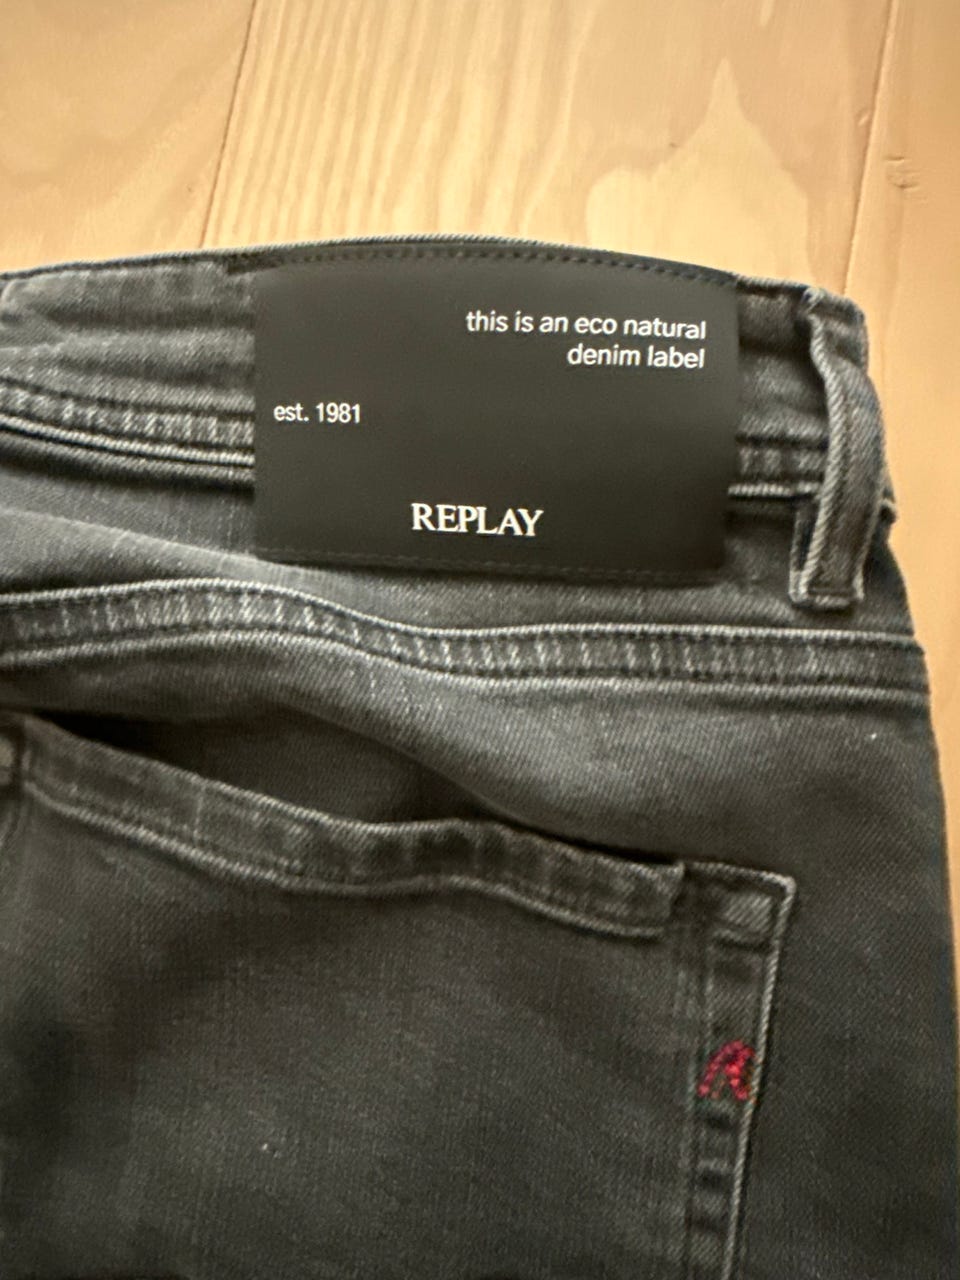 this is an eco natural
denim label
est. 1981
REPLAY